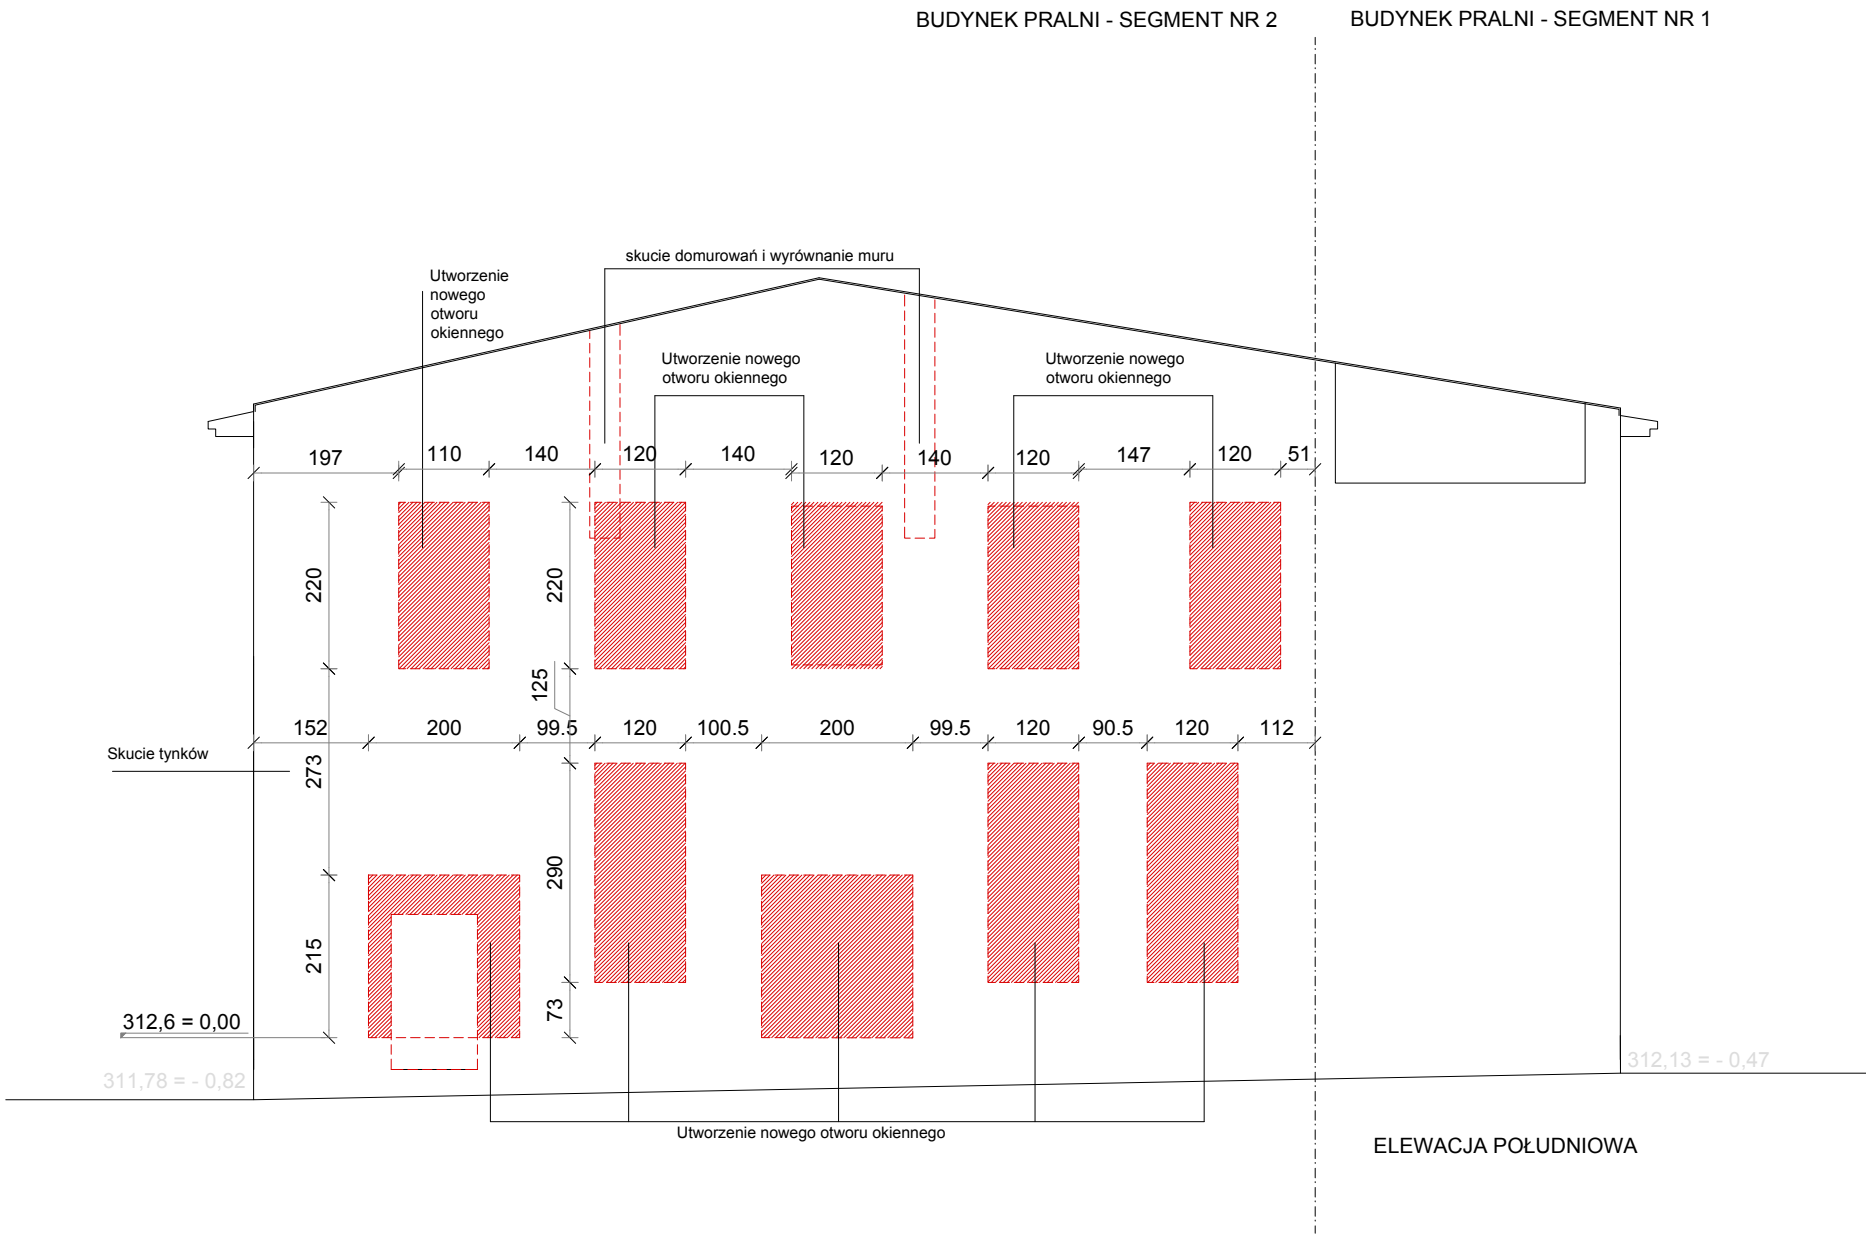 BUDYNEK PRALNI - SEGMENT NR 2
BUDYNEK PRALNI - SEGMENT NR 1
skucie domurowań i wyrównanie muru
Utworzenie
nowego
otworu
okiennego
Utworzenie nowego
otworu okiennego
Utworzenie nowego
otworu okiennego
197
110
140
120
140
120
140
120
147
120
51
220
220
125
152
200
99.5
120
100.5
200
99.5
120
90.5
120
112
Skucie tynków
273
290
215
73
312,6 = 0,00
311,78 = - 0,82
312,13 = - 0,47
Utworzenie nowego otworu okiennego
ELEWACJA POŁUDNIOWA